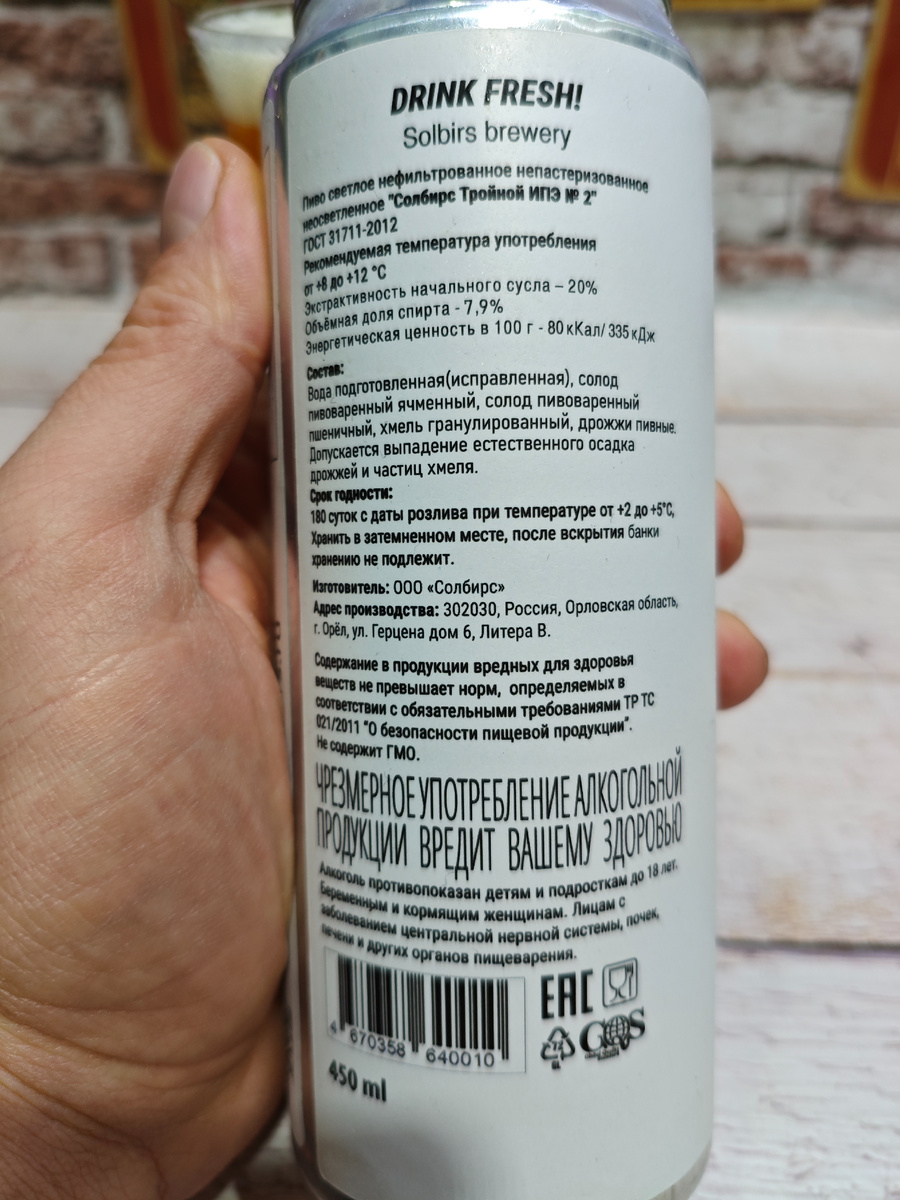 DRINK FRESH!
Solbirs brewery
Пиво светлое нефильтрованное непастеризованное
неосветленное "Солбирс Тройной ИПЭ № 2"
ГОСТ 31711-2012
Рекомендуемая температура употребления
от +8 до +12 °С
Экстрактивность начального сусла – 20%
Объёмная доля спирта - 7,9%
Энергетическая ценность в 100 г - 80 кКал/ 335 кДж
Состав:
Вода подготовленная(исправленная), солод
пивоваренный ячменный, солод пивоваренный
пшеничный, хмель гранулированный, дрожжи пивные.
Допускается выпадение естественного осадка
дрожжей и частиц хмеля.
Срок годности:
180 суток с даты розлива при температуре от +2 до +5°С,
Хранить в затемненном месте, после вскрытия банки
хранению не подлежит.
Изготовитель: ООО «Солбирс»
Адрес производства: 302030, Россия, Орловская область,
г. Орёл, ул. Герцена дом 6, Литера В.
Содержание в продукции вредных для здоровья
веществ не превышает норм, определяемых в
соответствии с обязательными требованиями ТР ТС
021/2011 "О безопасности пищевой продукции".
Не содержит ГМО.
ЧРЕЗМЕРНОЕ УПОТРЕБЛЕНИЕ АЛКОГОЛЬНОЙ
ПРОДУКЦИИ ВРЕДИТ ВАШЕМУ ЗДОРОВЬЮ
Алкоголь противопоказан детям и подросткам до 18 лет.
Беременным и кормящим женщинам. Лицам с
заболеванием центральной нервной системы, почек,
печени и других органов пищеварения.
EAC
4 670358 640010
GQS
450 ml